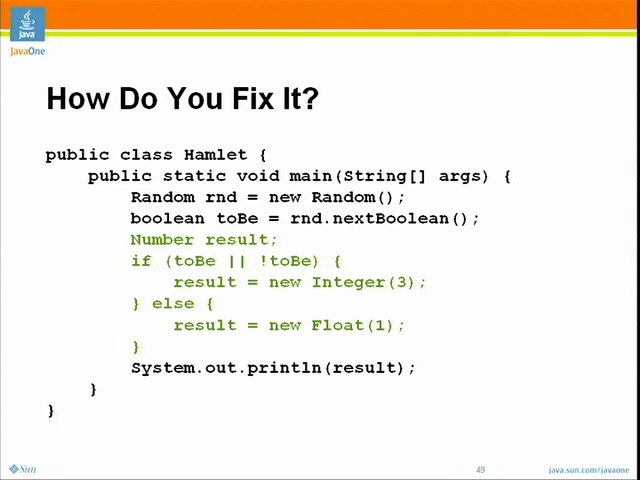 Java
JavaOne
How Do You Fix It?
public class Hamlet {
public static void main(String[] args) {
Random rnd = new Random();
boolean toBe = rnd.nextBoolean();
Number result;
if (toBe || !toBe) {
result = new Integer(3);
} else {
result = new Float(1);
}
System.out.println(result);
}
}
Sun
49
java.sun.com/javaone